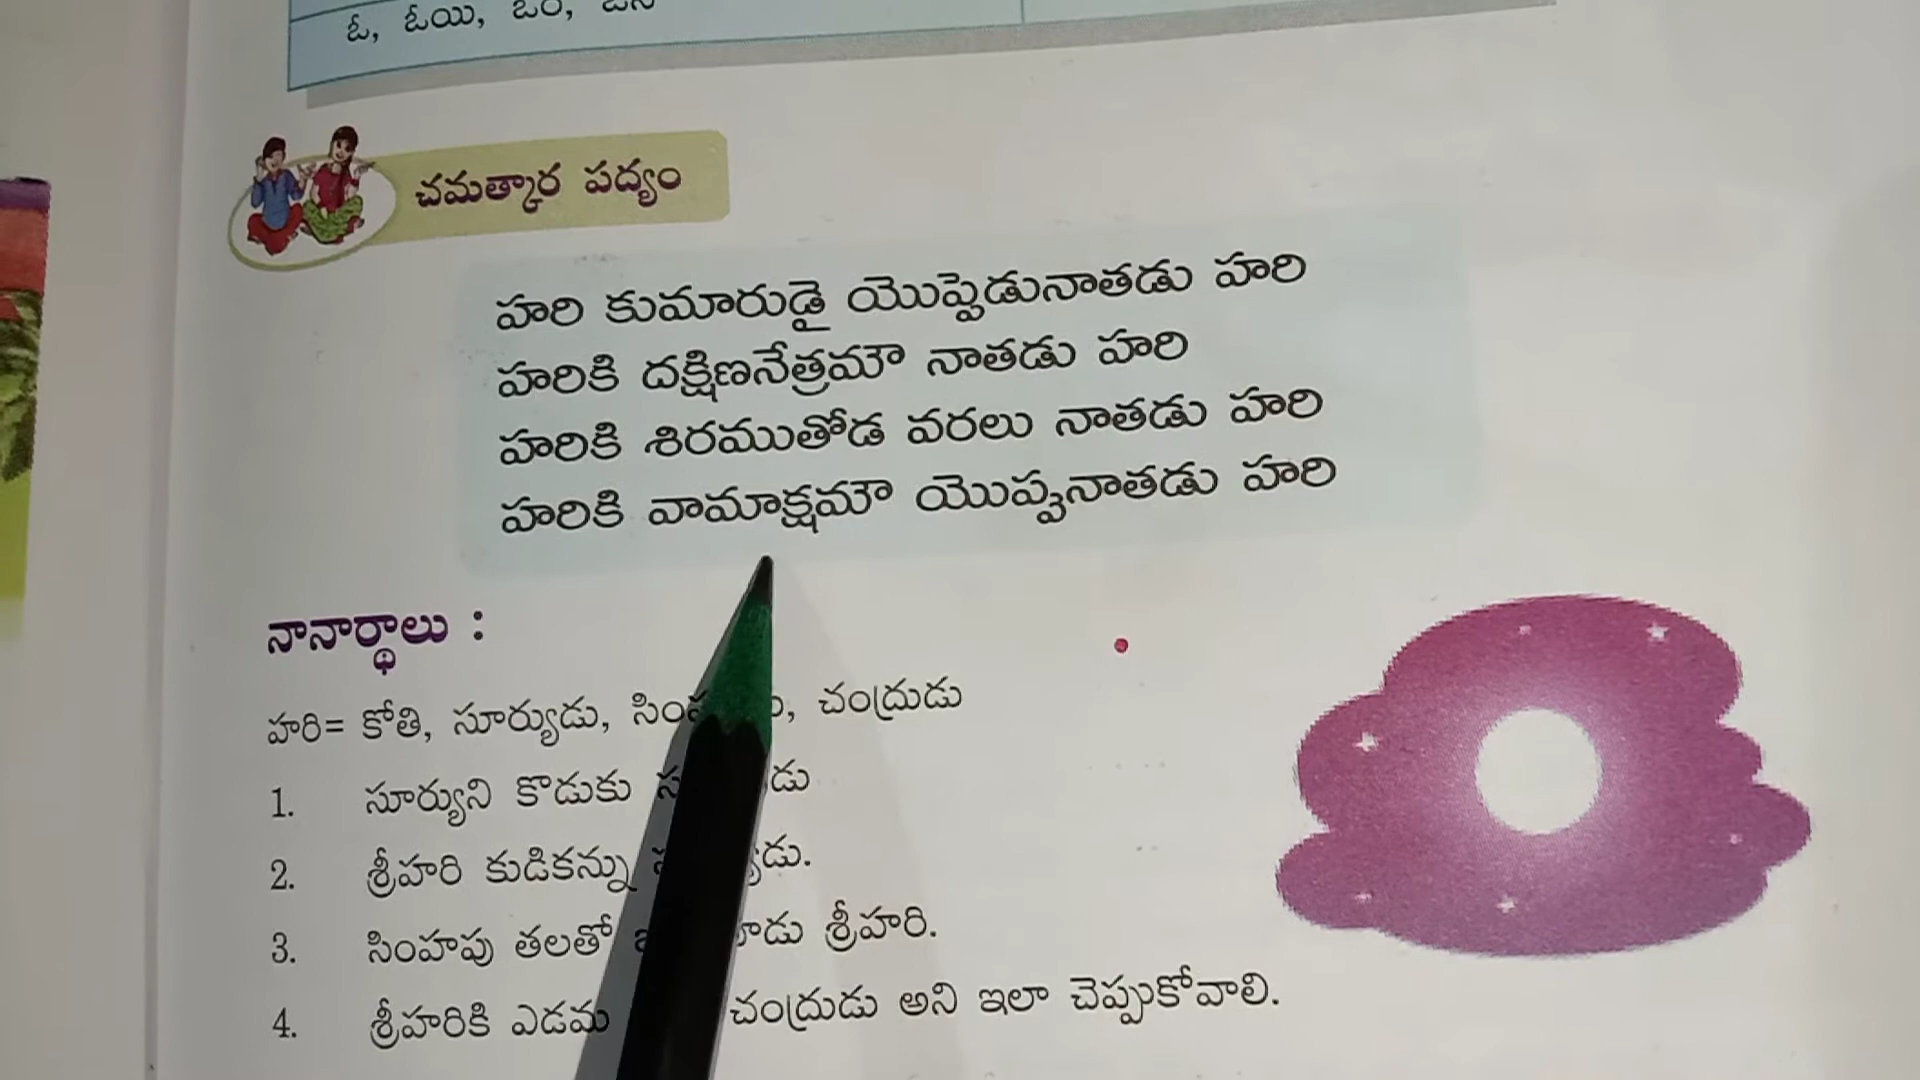 ఓ, ఓయి,
చమత్కార పద్యం
హరి కుమారుడై యొప్పెడునాతడు హరి
హరికి దక్షిణనేత్రమౌ నాతడు హరి
హరికి శిరముతోడ వరలు నాతడు హరి
హరికి వామాక్షమౌ యొప్పునాతడు హరి
నానార్థాలు :
హరి= కోతి, సూర్యుడు, చంద్రుడు
1. సూర్యుని కొడుకు
2. శ్రీహరి కుడికన్ను
3. సింహపు తలతో శ్రీహరి.
4. శ్రీహరికి ఎడమ చంద్రుడు అని ఇలా చెప్పుకోవాలి.